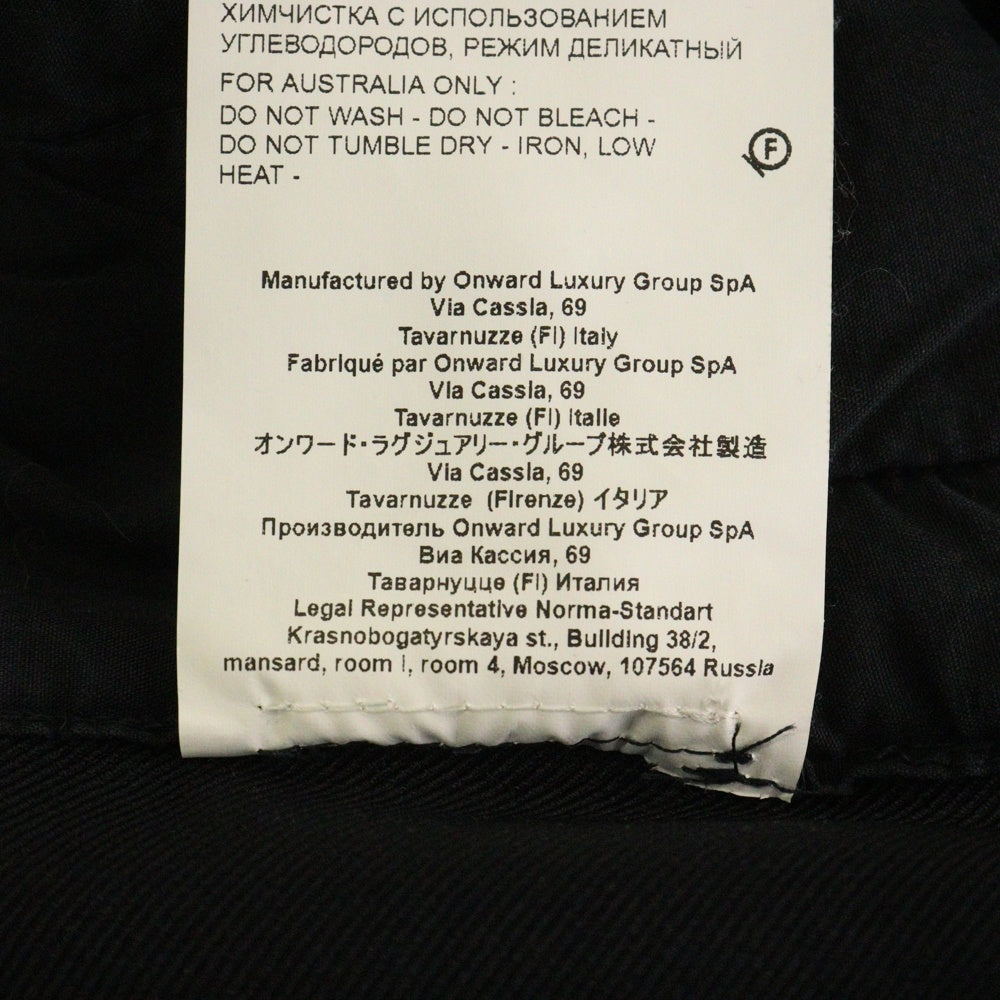 ХИМЧИСТКА С ИСПОЛЬЗОВАНИЕМ
УГЛЕВОДОРОДОВ, РЕЖИМ ДЕЛИКАТНЫЙ
FOR AUSTRALIA ONLY :
DO NOT WASH - DO NOT BLEACH -
DO NOT TUMBLE DRY - IRON, LOW
HEAT -
F
Manufactured by Onward Luxury Group SpA
Via Cassia, 69
Tavarnuzze (FI) Italy
Fabriqué par Onward Luxury Group SpA
Via Cassia, 69
Tavarnuzze (FI) Italie
オンワード・ラグジュアリー・グループ株式会社製造
Via Cassia, 69
Tavarnuzze (Firenze) イタリア
Производитель Onward Luxury Group SpA
Виа Кассия, 69
Таварнуцце (FI) Италия
Legal Representative Norma-Standart
Krasnobogatyrskaya st., Building 38/2,
mansard, room I, room 4, Moscow, 107564 Russia